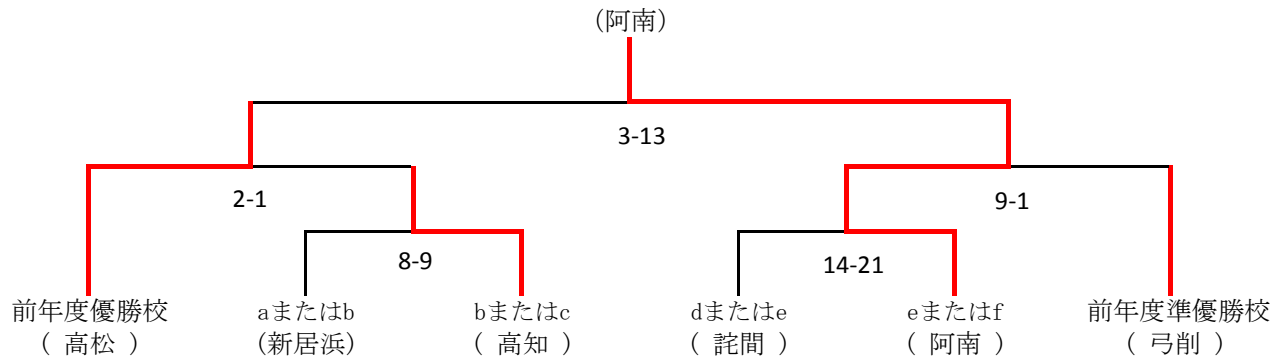 (阿南)
3-13
2-1
9-1
8-9
14-21
前年度優勝校
( 高松 )
aまたはb
(新居浜)
bまたはc
( 高知 )
dまたはe
( 詫間 )
eまたはf
( 阿南 )
前年度準優勝校
( 弓削 )